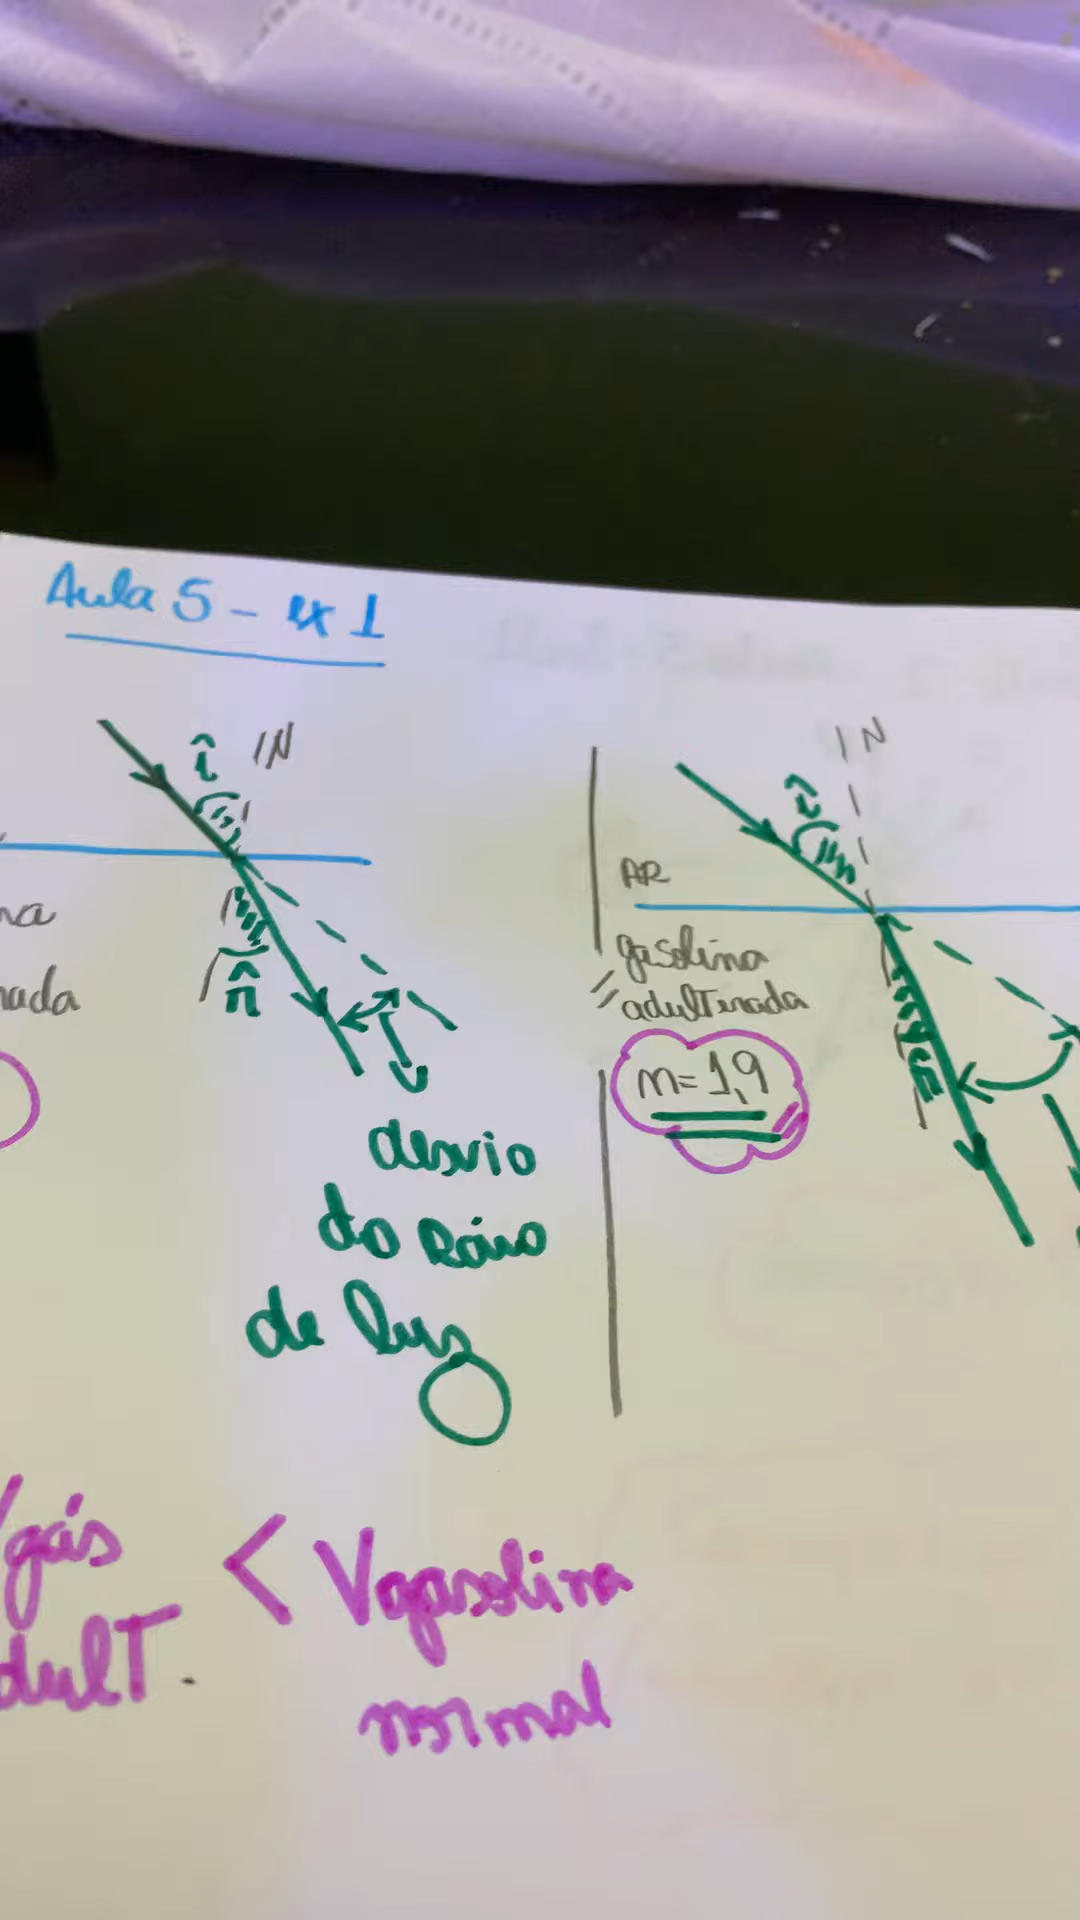 Aula 5 - ex 1
î
N
r̂
desvio
do Raio
de luz
N
î
AR
gasolina
adulterada
n=1,9
gás < Vgasolina
adulT. normal